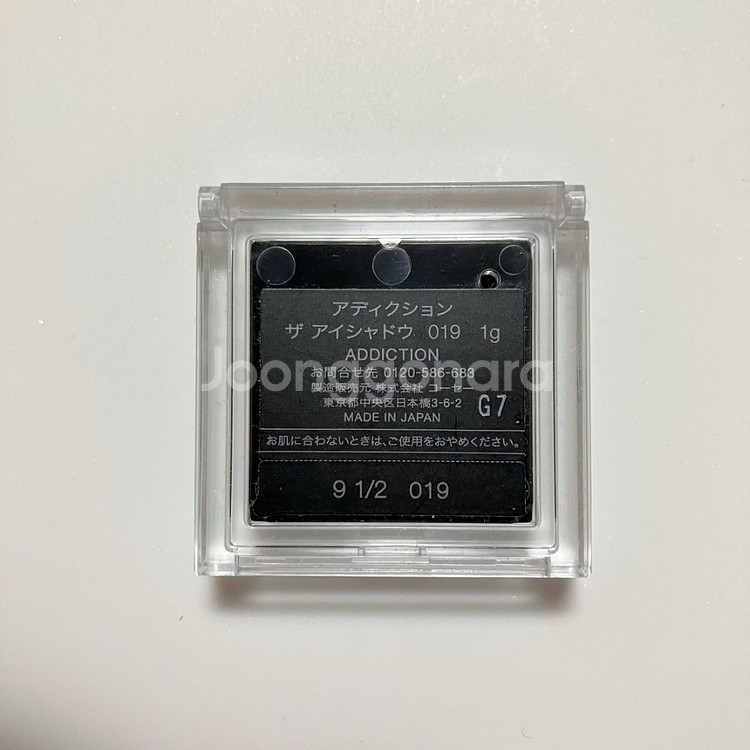 アディクション
ザ アイシャドウ 019 1g
ADDICTION
お問合せ先 0120-586-683
製造販売元 株式会社 コーセー
東京都中央区日本橋3-6-2
MADE IN JAPAN
G7
お肌に合わないときは、ご使用をおやめください。
9 1/2 019
Joonggonara